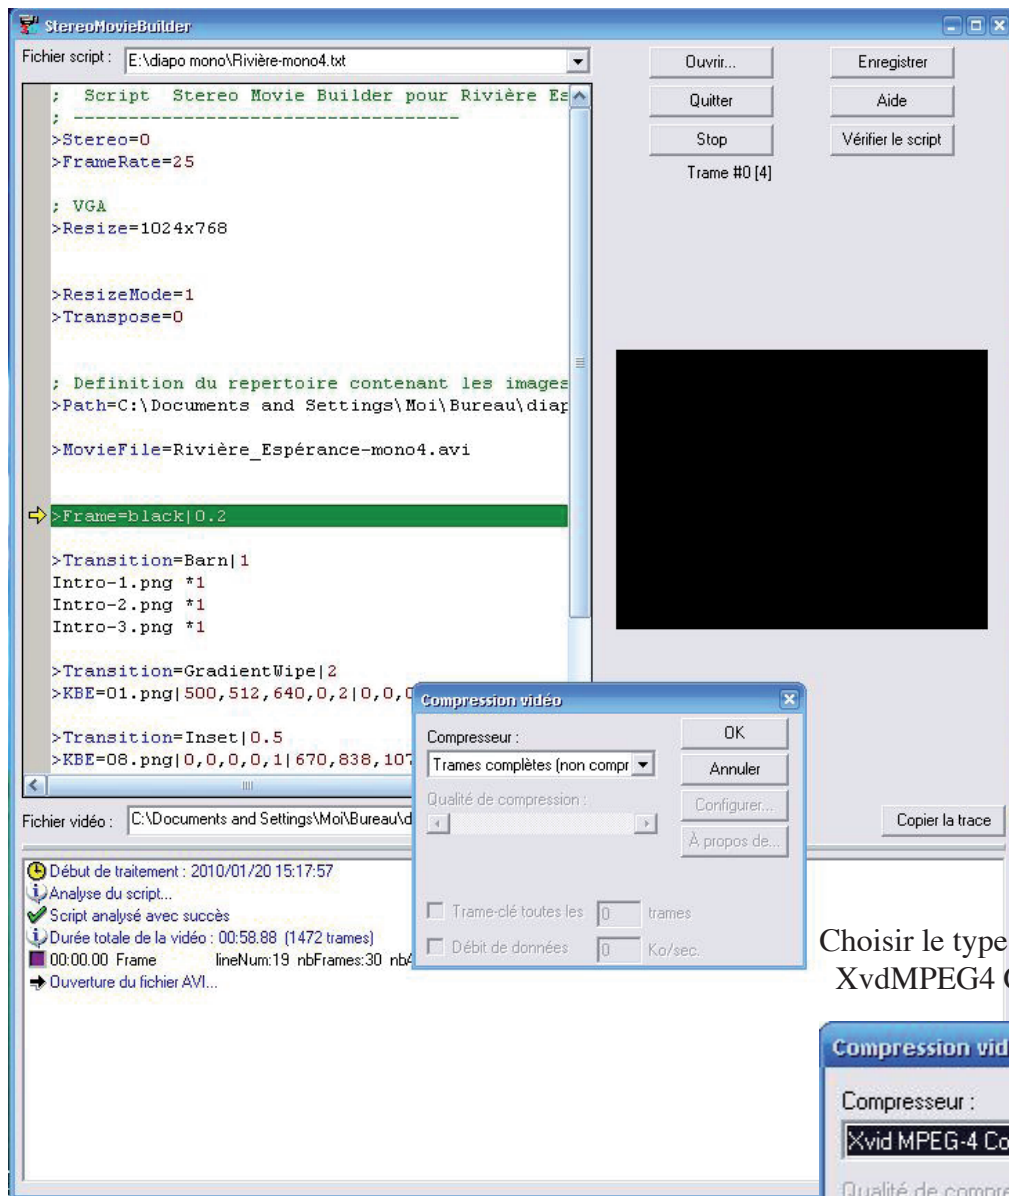 StereoMovieBuilder
Fichier script : E:\diapo mono\Rivière-mono4.txt
Ouvrir... Enregistrer
Quitter Aide
Stop Vérifier le script
Trame #0 [4]
; Script Stereo Movie Builder pour Rivière Es
; -----------------------------------
>Stereo=0
>FrameRate=25
; VGA
>Resize=1024x768
>ResizeMode=1
>Transpose=0
; Definition du repertoire contenant les images
>Path=C:\Documents and Settings\Moi\Bureau\diap
>MovieFile=Rivière_Espérance-mono4.avi
>Frame=black|0.2
>Transition=Barn|1
Intro-1.png *1
Intro-2.png *1
Intro-3.png *1
>Transition=GradientWipe|2
>KBE=01.png|500,512,640,0,2|0,0,0
>Transition=Inset|0.5
>KBE=08.png|0,0,0,0,1|670,838,107
Compression vidéo
Compresseur :
Trames complètes (non compr
Qualité de compression :
OK
Annuler
Configurer...
À propos de...
Trame-clé toutes les 0 trames
Débit de données 0 Ko/sec.
Fichier vidéo : C:\Documents and Settings\Moi\Bureau\d
Copier la trace
Début de traitement : 2010/01/20 15:17:57
Analyse du script...
Script analysé avec succès
Durée totale de la vidéo : 00:58.88 (1472 trames)
00:00.00 Frame lineNum:19 nbFrames:30 nb
Ouverture du fichier AVI...
Choisir le type
XvdMPEG4
Compression vid
Compresseur :
Xvid MPEG-4 Co
Qualité de compre